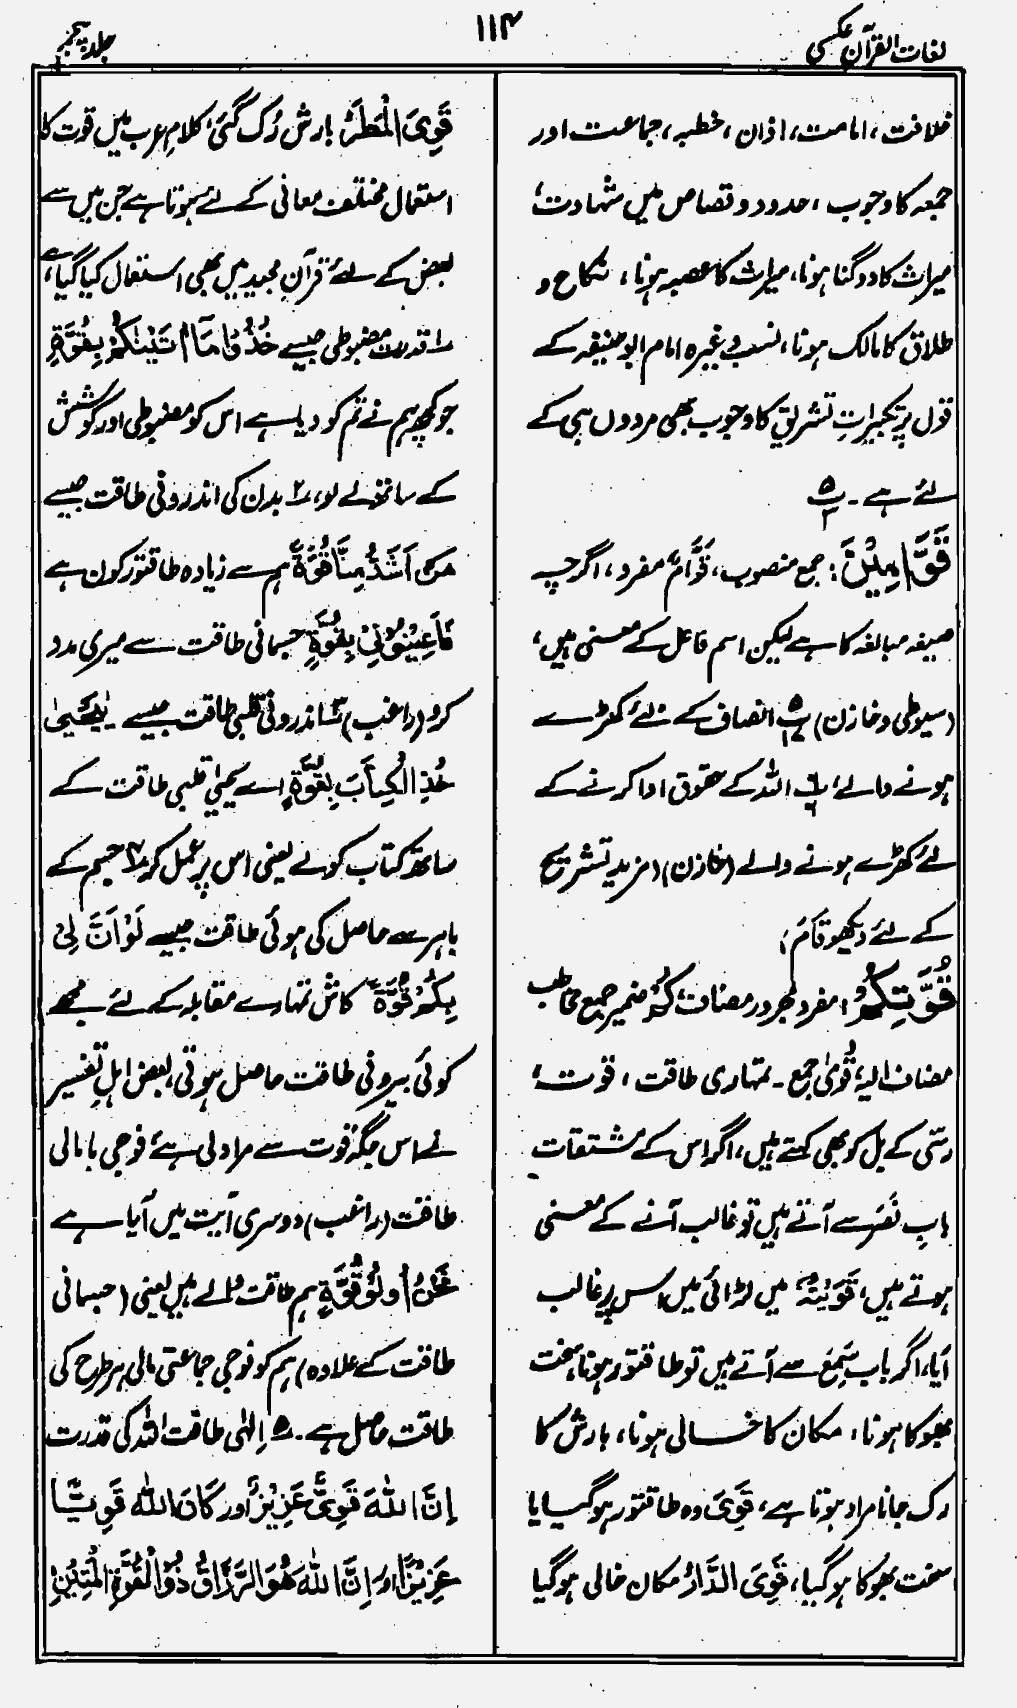 لغات القرآن عکسی
۱۱۴
جلد پنجم
خلافت، امامت، اذان، خطبہ، جماعت اور
جمعہ کا وجوب، حدود و قصاص میں شہادت،
میراث کا دوگنا ہونا، میراث کا عصبہ ہونا، نکاح و
طلاق کا مالک ہونا، نسب وغیرہ امام ابو حنیفہ کے
قول پر تکبیراتِ تشریق کا وجوب بھی مردوں ہی کے
لئے ہے۔ پ
قَوَّامِیْنَ: جمع منصوب، قَوَّامٌ مفرد، اگرچہ
صیغہ مبالغہ کا ہے لیکن اسم فاعل کے معنی ہیں،
(سیوطی و خازن) پ انصاف کے لئے کھڑے
ہونے والے، پ اللہ کے حقوق ادا کرنے کے
لئے کھڑے ہونے والے (خازن) (مزید تشریح
کے لئے دیکھو قَامَ)
قُوَّتِکُمْ: مفرد مجرور مضاف، کُمْ ضمیر جمع مخاطب
مضاف الیہ، قُویٰ جمع۔ تمہاری طاقت، قوت،
رسّی کے بل کو بھی کہتے ہیں، اگر اس کے مشتقات
بابِ نَصَرَ سے آتے ہیں تو غالب آنے کے معنی
ہوتے ہیں، قَوَیْتُہٗ میں لڑائی میں اس پر غالب
آیا، اگر باب سَمِعَ سے آتے ہیں تو طاقتور ہونا، سخت
بھوکا ہونا، مکان کا خالی ہونا، بارش کا
رک جانا مراد ہوتا ہے، قَوِیَ وہ طاقتور ہو گیا یا
سخت بھوکا ہو گیا، قَوِیَ الدَّارُ مکان خالی ہو گیا
قَوِیَ الْمَطَرُ بارش رُک گئی، کلامِ عرب میں قوت کا
استعمال مختلف معانی کے لئے ہوتا ہے جن میں سے
بعض کے لئے قرآنِ مجید میں بھی استعمال کیا گیا ہے،
۱ قدرت مضبوطی جیسے خُذُوْا مَآ اٰتَیْنٰکُمْ بِقُوَّةٍ
جو کچھ ہم نے تم کو دیا ہے اس کو مضبوطی اور کوشش
کے ساتھ لے لو، ۲ بدن کی اندرونی طاقت جیسے
مَنْ اَشَدُّ مِنَّا قُوَّةً ہم سے زیادہ طاقتور کون ہے
فَاَعِیْنُوْنِیْ بِقُوَّةٍ جسمانی طاقت سے میری مدد
کرو (راغب) ۳ اندرونی قلبی طاقت جیسے یٰیَحْییٰ
خُذِ الْکِتٰبَ بِقُوَّةٍ اے یحییٰ قلبی طاقت کے
ساتھ کتاب کو لے یعنی اس پر عمل کر ۴ جسم کے
باہر سے حاصل کی ہوئی طاقت جیسے لَوْ اَنَّ لِیْ
بِکُمْ قُوَّةً کاش تمہارے مقابلہ کے لئے مجھے
کوئی بیرونی طاقت حاصل ہوتی، بعض اہلِ تفسیر
نے اس جگہ قوت سے مراد لی ہے فوجی یا مالی
طاقت (راغب) دوسری آیت میں آیا ہے
نَحْنُ اُولُوْ قُوَّةٍ ہم طاقت والے ہیں یعنی (جسمانی
طاقت کے علاوہ) ہم کو فوجی جماعتی مالی ہر طرح کی
طاقت حاصل ہے۔ ۵ الٰہی طاقت اللہ کی قدرت
اِنَّ اللّٰهَ قَوِیٌّ عَزِیْزٌ اور کَانَ اللّٰهُ قَوِیًّا
عَزِیْزًا اور اِنَّ اللّٰهَ هُوَ الرَّزَّاقُ ذُو الْقُوَّةِ الْمَتِیْنُ